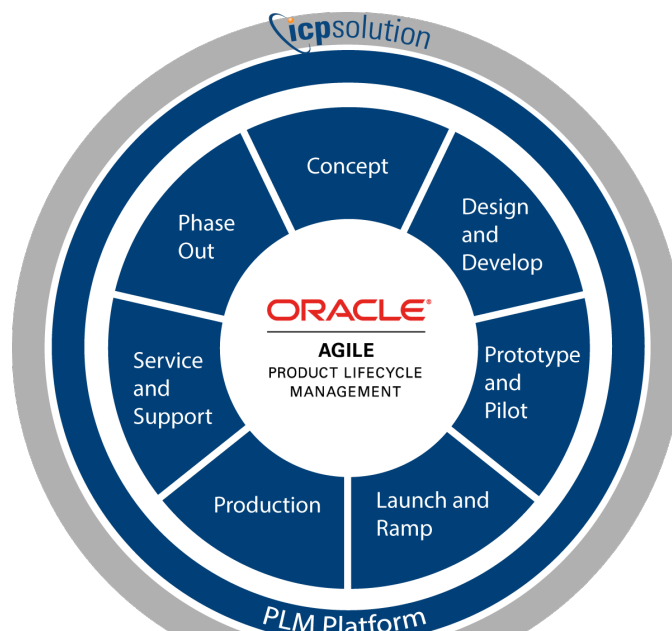 icpsolution
Concept
Design
and
Develop
Prototype
and
Pilot
Launch and
Ramp
Production
Service
and
Support
Phase
Out
ORACLE®
AGILE
PRODUCT LIFECYCLE
MANAGEMENT
PLM Platform